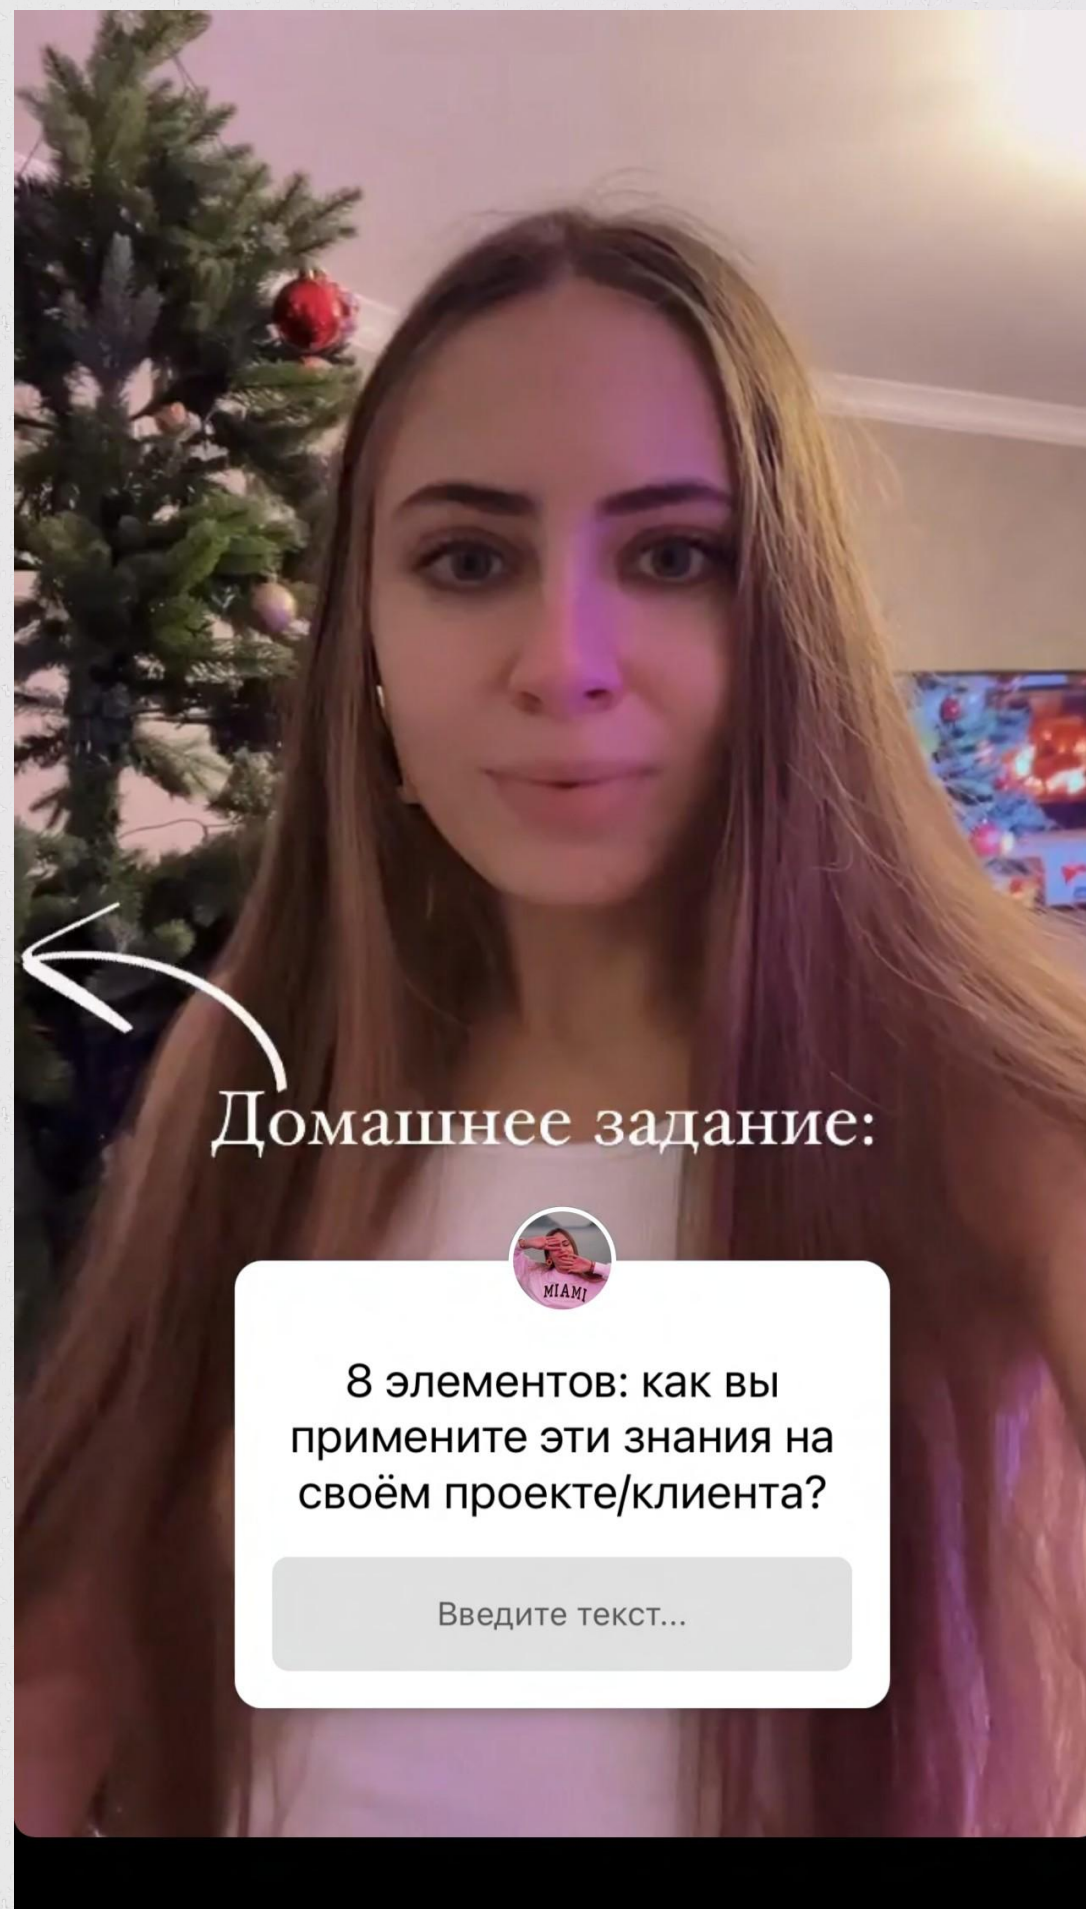 Домашнее задание:
MIAMI
8 элементов: как вы
примените эти знания на
своём проекте/клиента?
Введите текст...